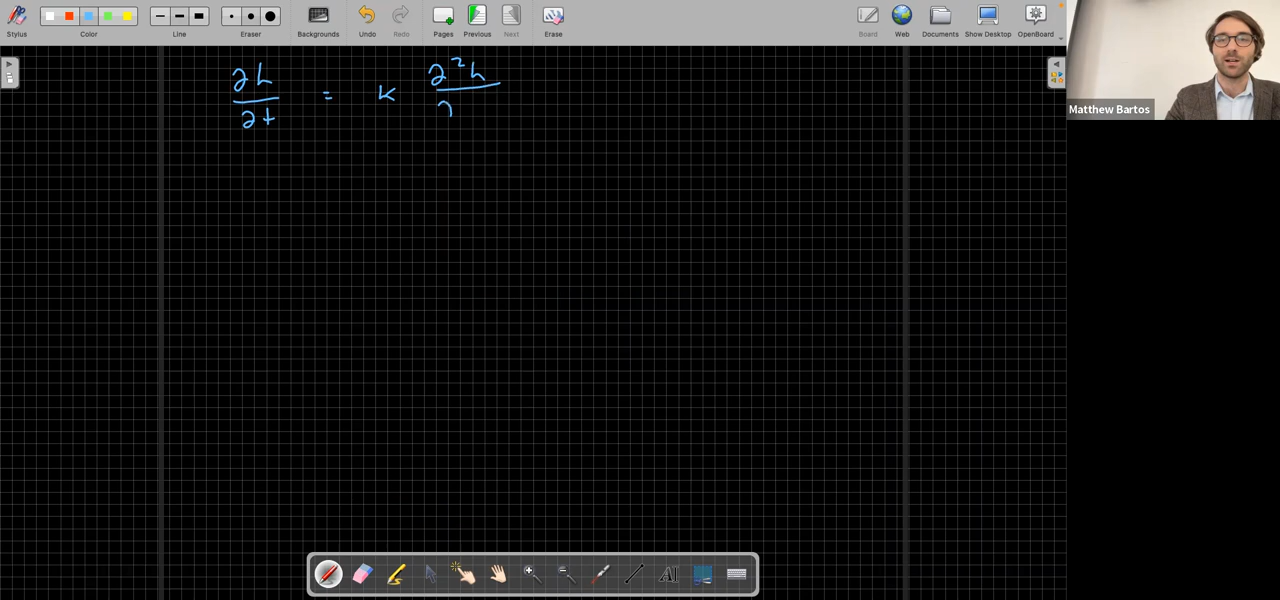 Stylus Color Line Eraser Backgrounds Undo Redo Pages Previous Next Erase Board Web Documents Show Desktop OpenBoard
∂h/∂t = k ∂²h/∂
Matthew Bartos
AI